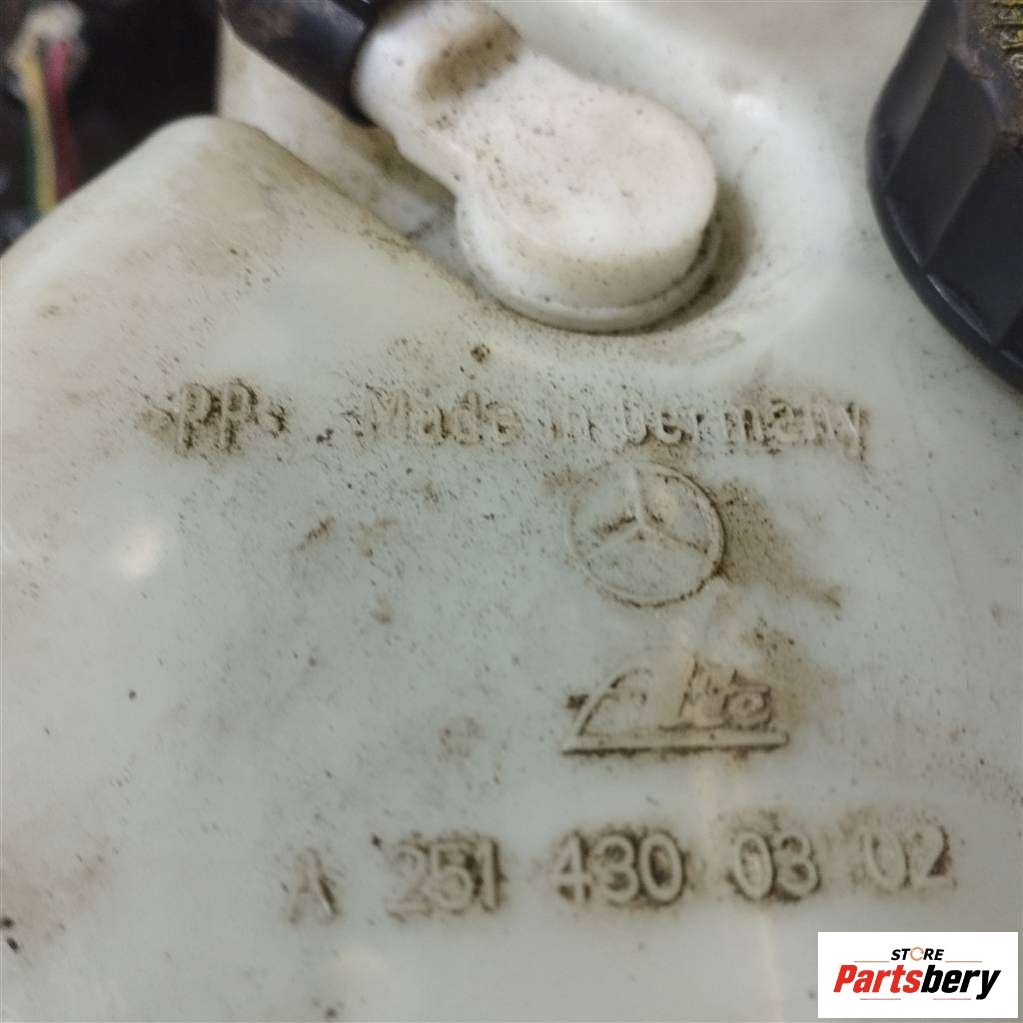 >PP< Made in Germany
Ate
A 251 430 03 02
STORE
Partsbery